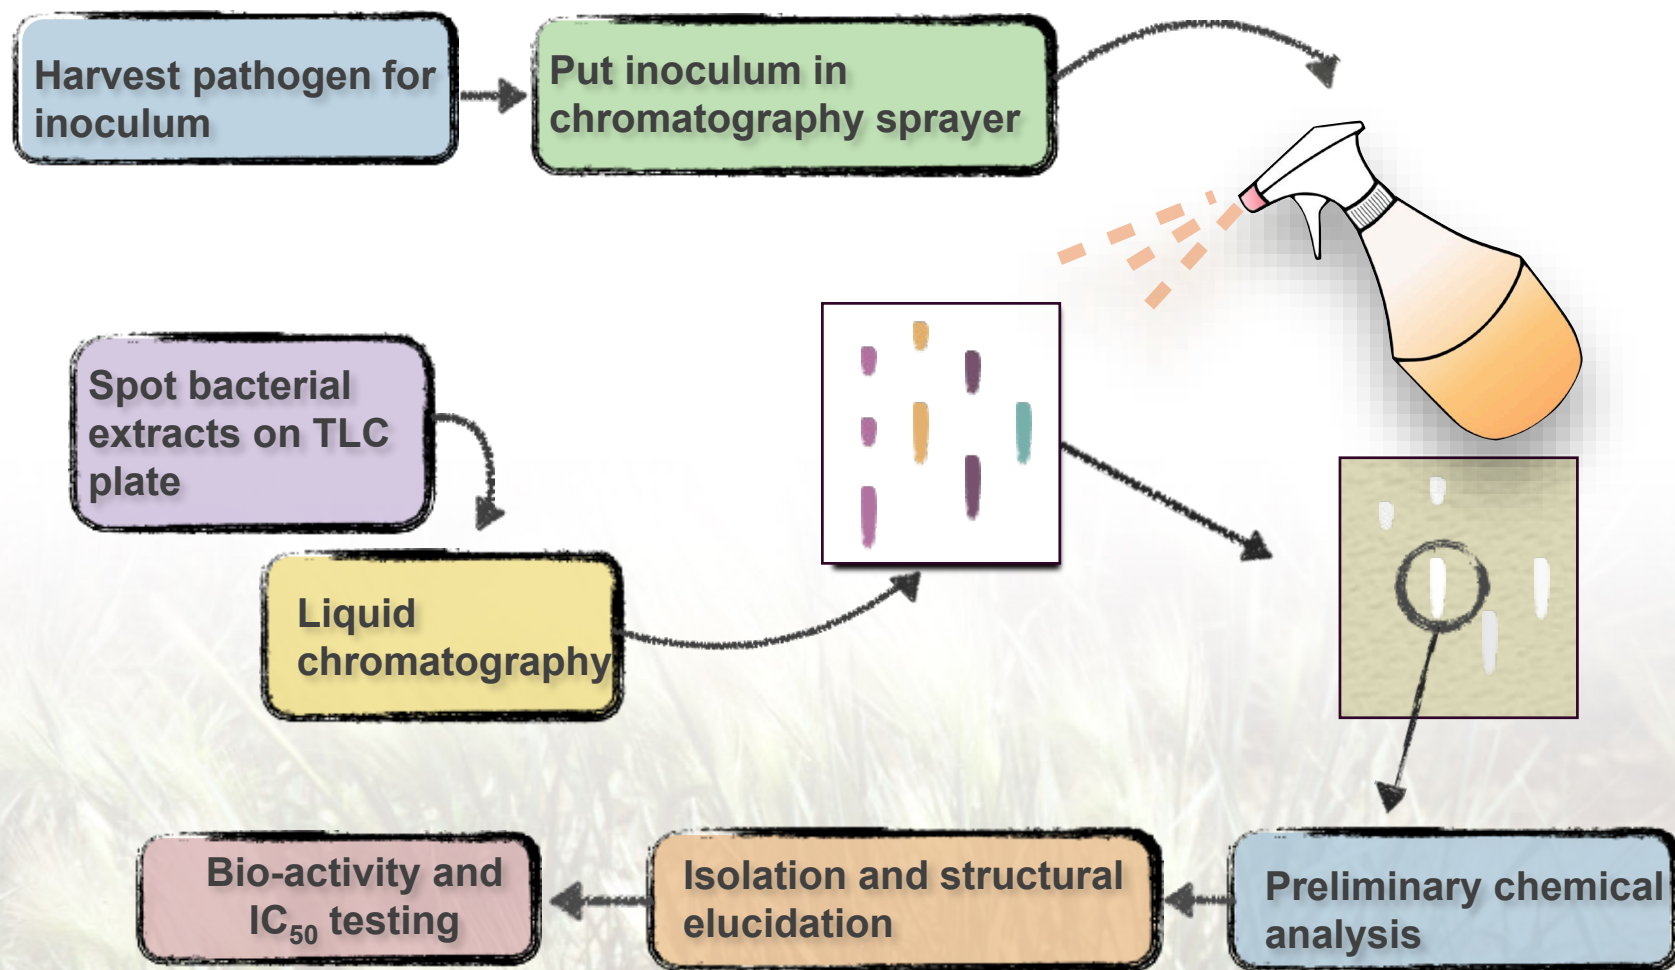 Harvest pathogen for
inoculum
Put inoculum in
chromatography sprayer
Spot bacterial
extracts on TLC
plate
Liquid
chromatography
Bio-activity and
IC₅₀ testing
Isolation and structural
elucidation
Preliminary chemical
analysis